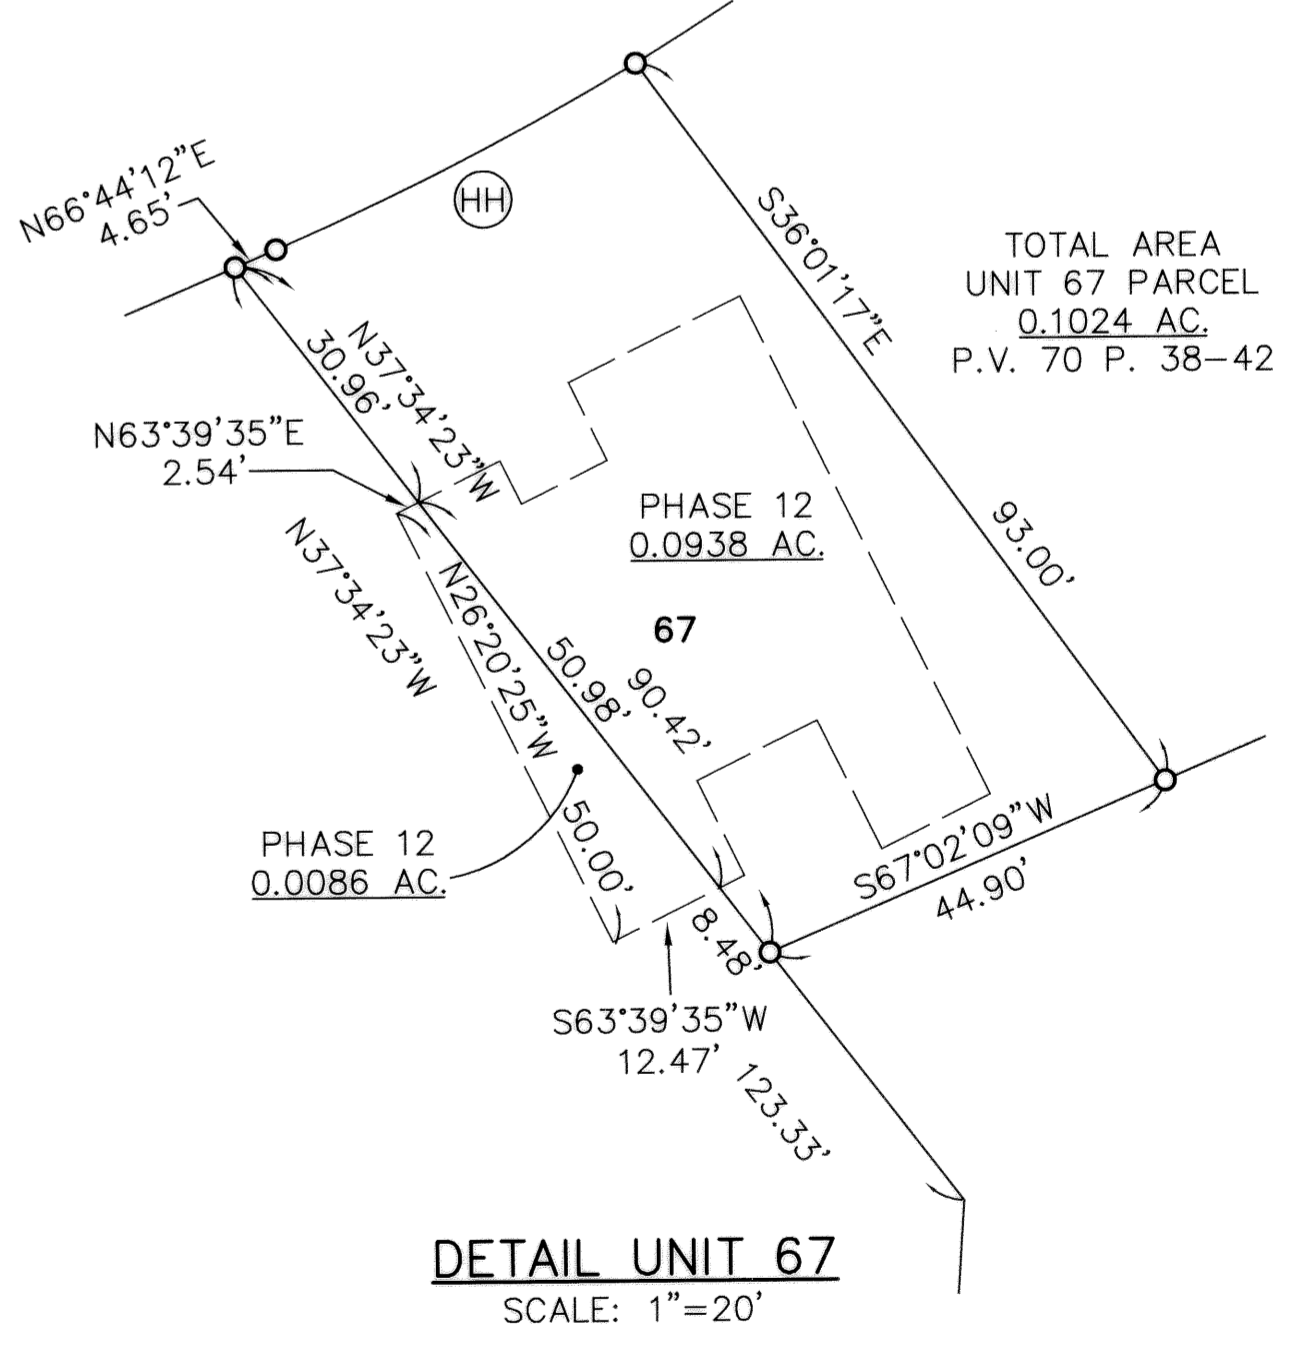 N66°44'12"E
4.65'
HH
S36°01'17"E
93.00'
TOTAL AREA
UNIT 67 PARCEL
0.1024 AC.
P.V. 70 P. 38-42
N37°34'23"W
30.96'
N63°39'35"E
2.54'
PHASE 12
0.0938 AC.
67
N37°34'23"W
N26°20'25"W
50.00'
50.98'
90.42'
PHASE 12
0.0086 AC.
S67°02'09"W
44.90'
8.48'
S63°39'35"W
12.47'
123.33'
DETAIL UNIT 67
SCALE: 1"=20'